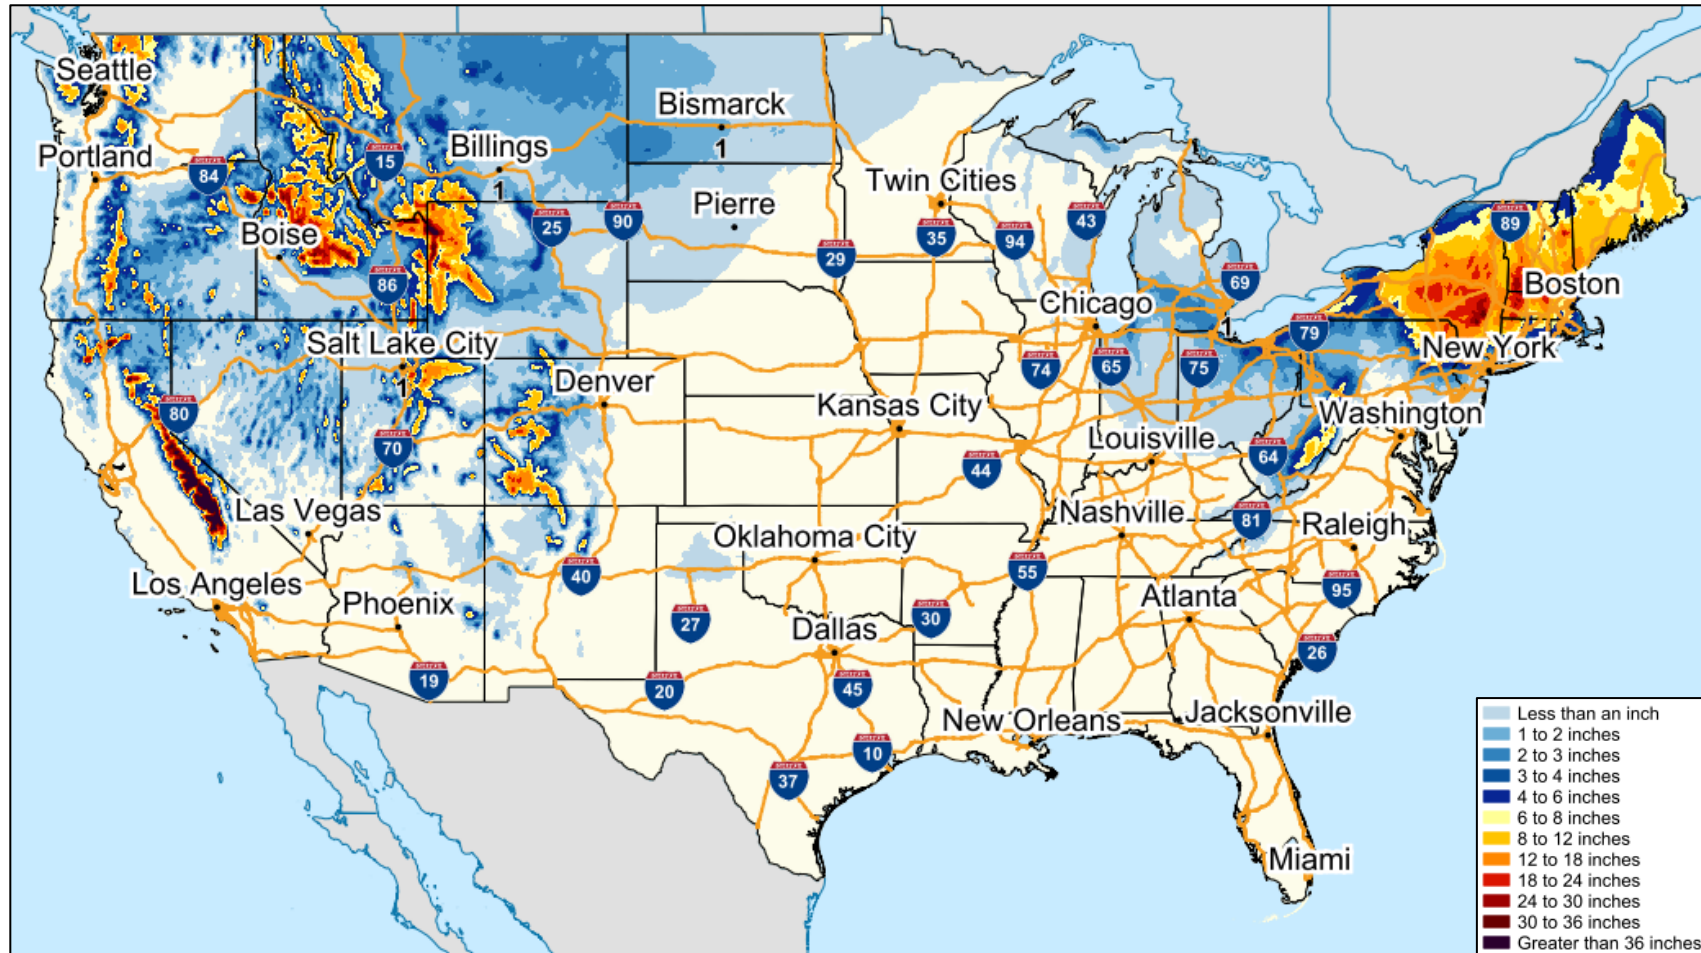 Seattle
Bismarck
1
Portland
84
15
Billings
1
Twin Cities
Pierre
Boise
25
90
29
35
94
43
89
86
69
Boston
Chicago
1
79
Salt Lake City
1
New York
74
65
75
Denver
80
Kansas City
Washington
70
Louisville
64
44
Las Vegas
Nashville
81
Raleigh
Oklahoma City
40
55
Los Angeles
Phoenix
95
Atlanta
27
30
Dallas
26
19
20
45
New Orleans
Jacksonville
10
37
Miami
Less than an inch
1 to 2 inches
2 to 3 inches
3 to 4 inches
4 to 6 inches
6 to 8 inches
8 to 12 inches
12 to 18 inches
18 to 24 inches
24 to 30 inches
30 to 36 inches
Greater than 36 inches